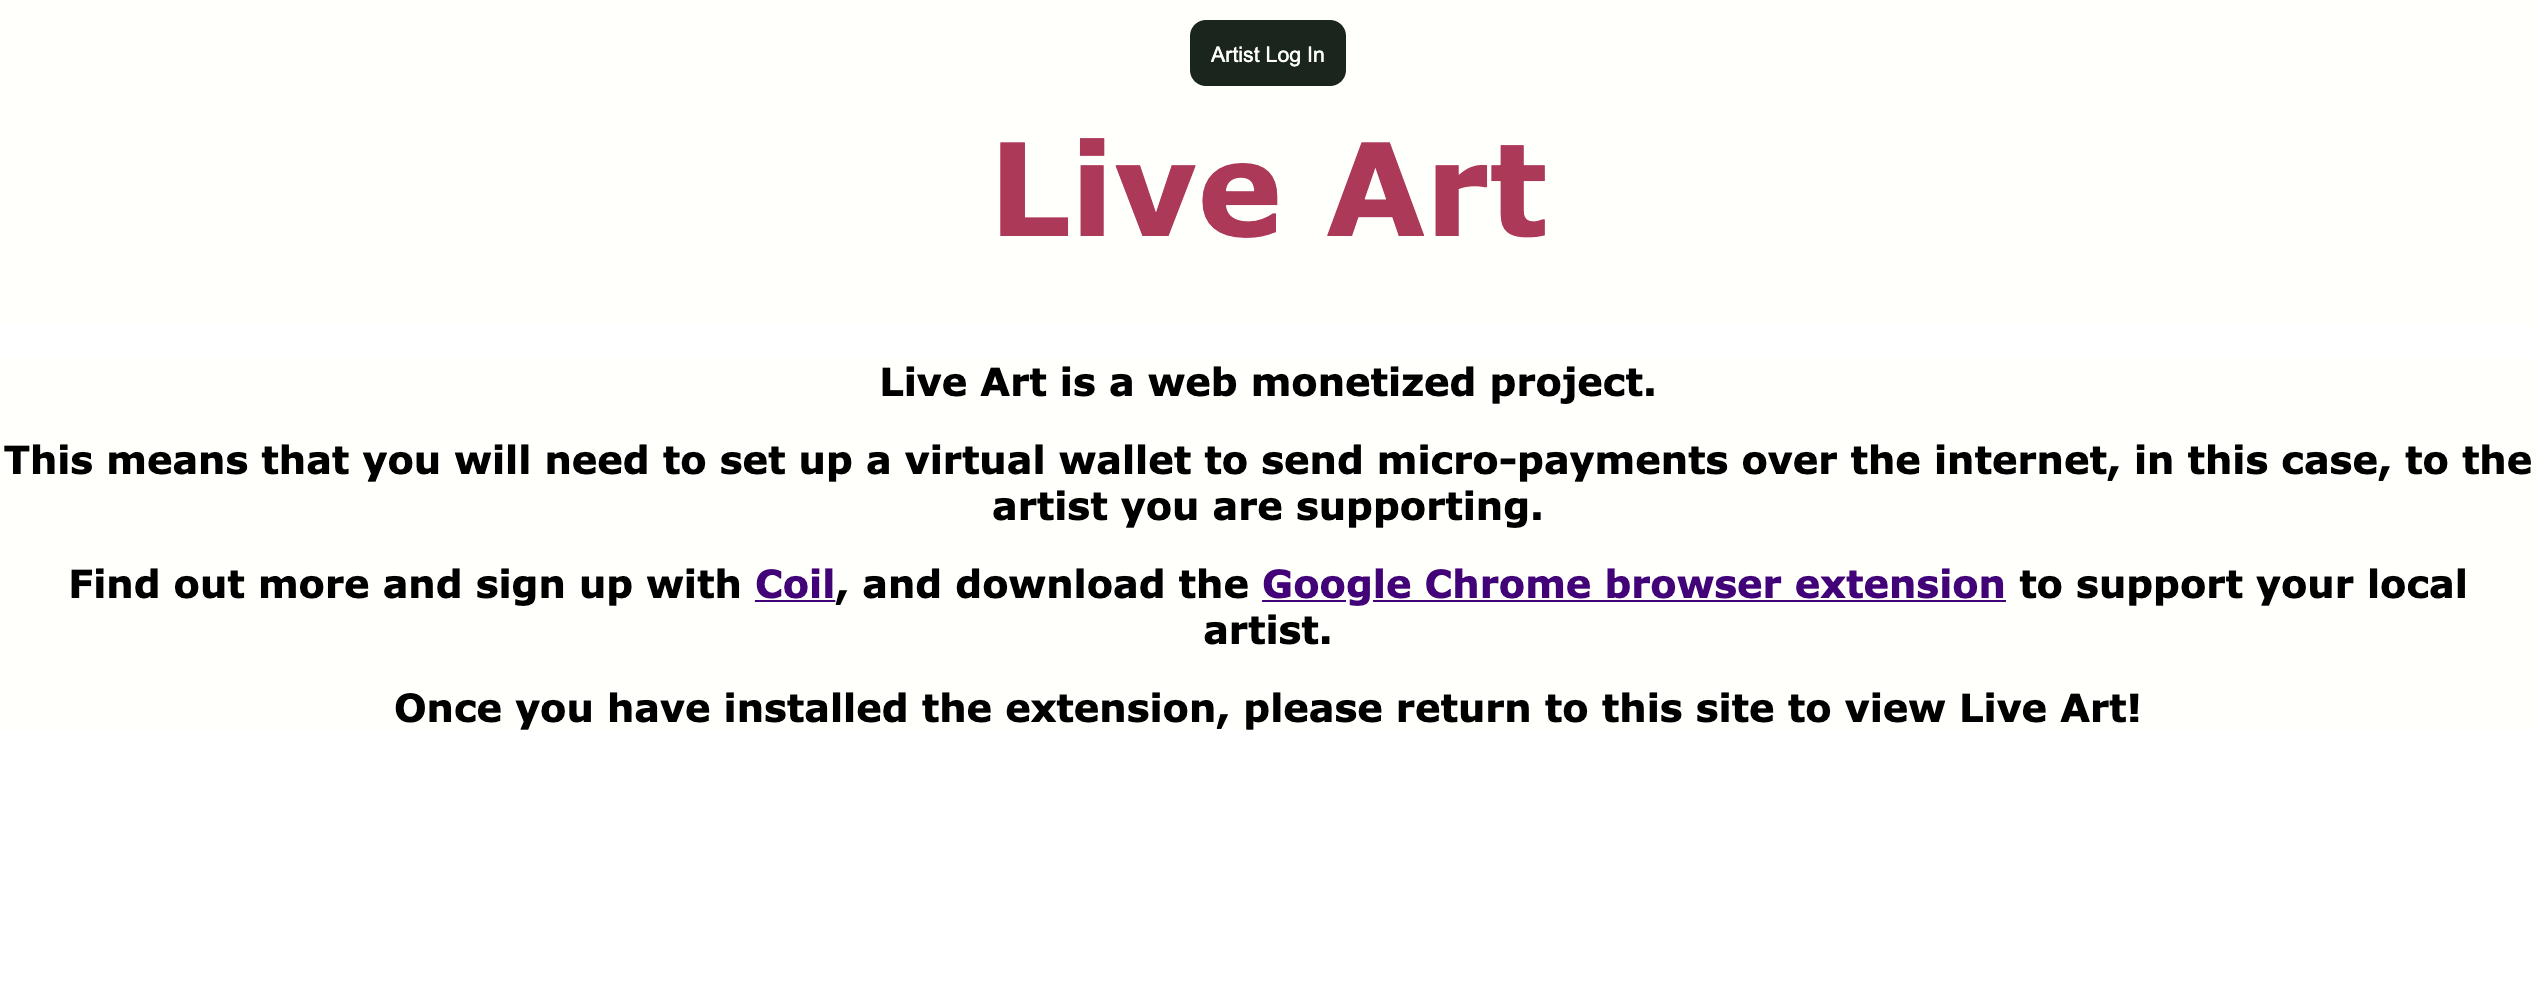 Artist Log In
Live Art
Live Art is a web monetized project.
This means that you will need to set up a virtual wallet to send micro-payments over the internet, in this case, to the
artist you are supporting.
Find out more and sign up with Coil, and download the Google Chrome browser extension to support your local
artist.
Once you have installed the extension, please return to this site to view Live Art!